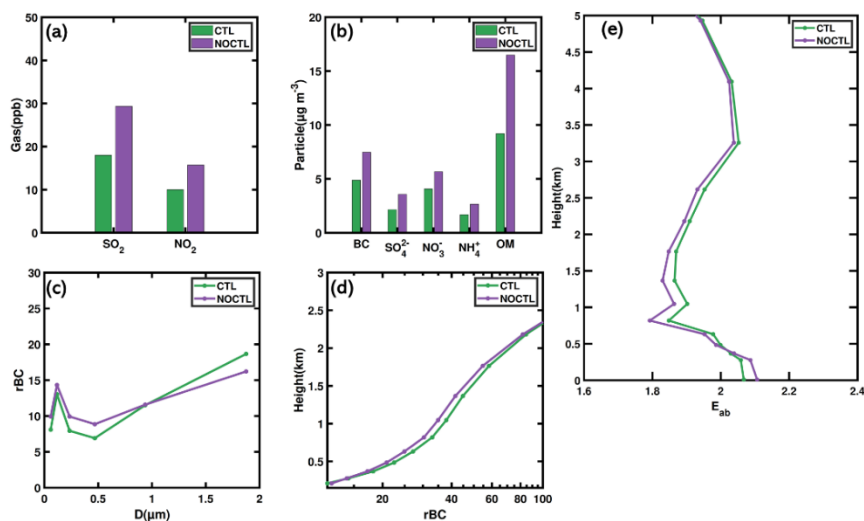 (a)
CTL
NOCTL
Gas(ppb)
50
40
30
20
10
0
SO₂ NO₂
(b)
CTL
NOCTL
Particle(µg m⁻³)
20
15
10
5
0
BC SO₄²⁻ NO₃⁻ NH₄⁺ OM
(e)
CTL
NOCTL
Height(km)
5
4.5
4
3.5
3
2.5
2
1.5
1
0.5
0
1.6 1.8 2 2.2 2.4
E_ab
(c)
CTL
NOCTL
rBC
30
25
20
15
10
5
0
0 0.5 1 1.5 2
D(µm)
(d)
CTL
NOCTL
Height(km)
3
2.5
2
1.5
1
0.5
20 40 60 80 100
rBC